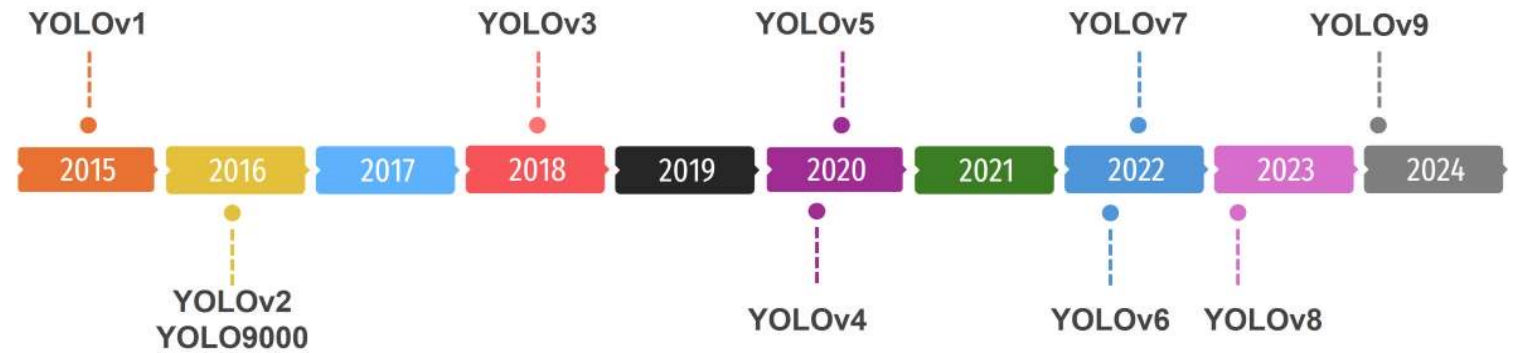 YOLOv1 YOLOv3 YOLOv5 YOLOv7 YOLOv9
2015 2016 2017 2018 2019 2020 2021 2022 2023 2024
YOLOv2
YOLO9000
YOLOv4 YOLOv6 YOLOv8